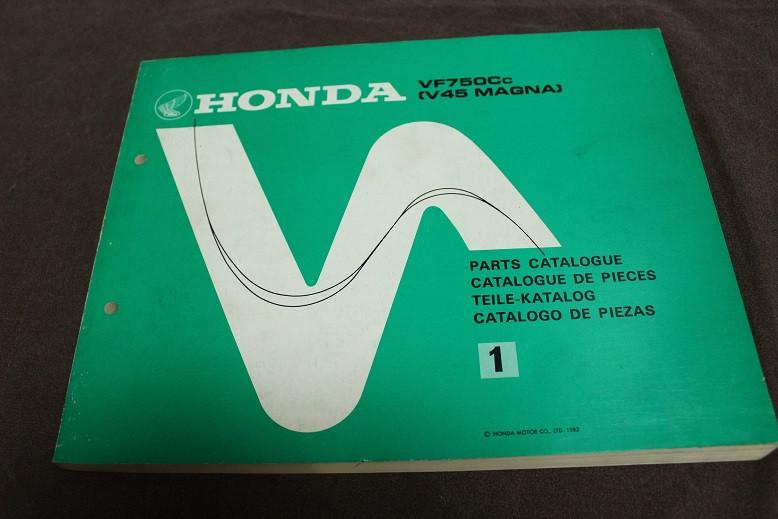 HONDA
VF750Cc
(V45 MAGNA)
PARTS CATALOGUE
CATALOGUE DE PIECES
TEILE-KATALOG
CATALOGO DE PIEZAS
1
© HONDA MOTOR CO., LTD. 1982